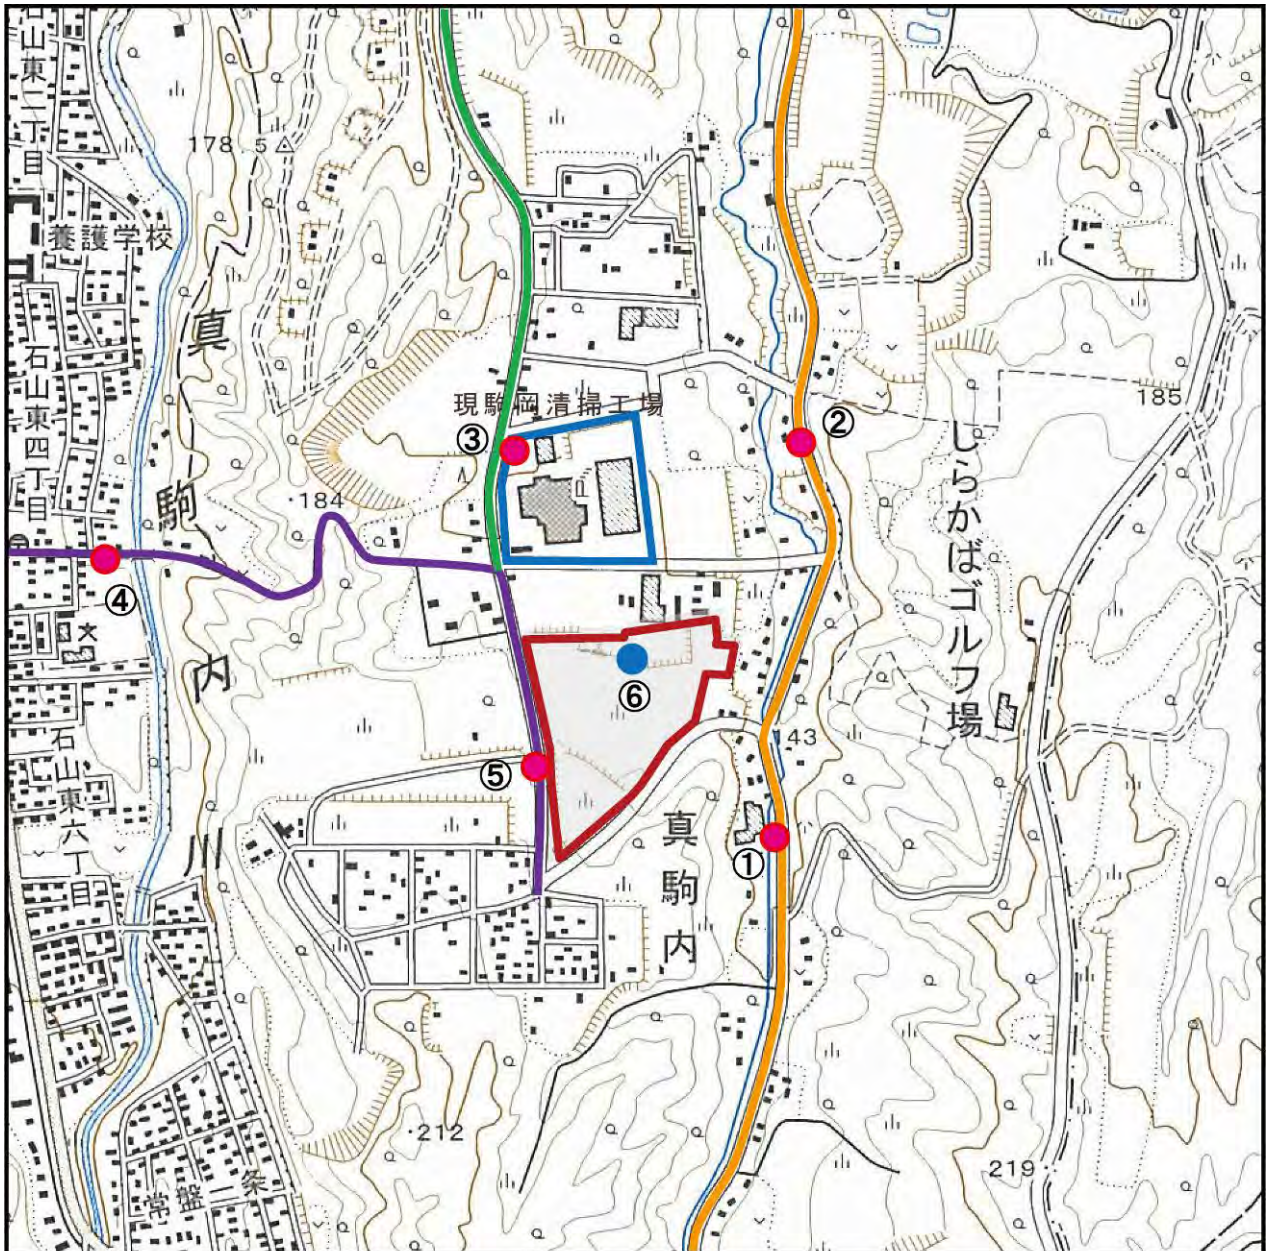 山東二丁目
178.5
養護学校
真駒内川
石山東四丁目
現駒岡清掃工場
185
③
②
しらかばゴルフ場
184
④
⑥
143
⑤
石山東六丁目
真駒内
①
212
219
常盤一条